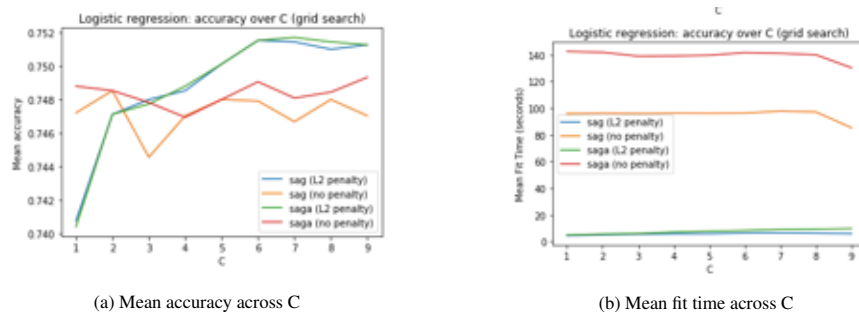 Logistic regression: accuracy over C (grid search)
Mean accuracy
0.752
0.750
0.748
0.746
0.744
0.742
0.740
sag (L2 penalty)
sag (no penalty)
saga (L2 penalty)
saga (no penalty)
1 2 3 4 5 6 7 8 9
C
(a) Mean accuracy across C
C
Logistic regression: accuracy over C (grid search)
Mean Fit Time (seconds)
140
120
100
80
60
40
20
0
sag (L2 penalty)
sag (no penalty)
saga (L2 penalty)
saga (no penalty)
1 2 3 4 5 6 7 8 9
C
(b) Mean fit time across C